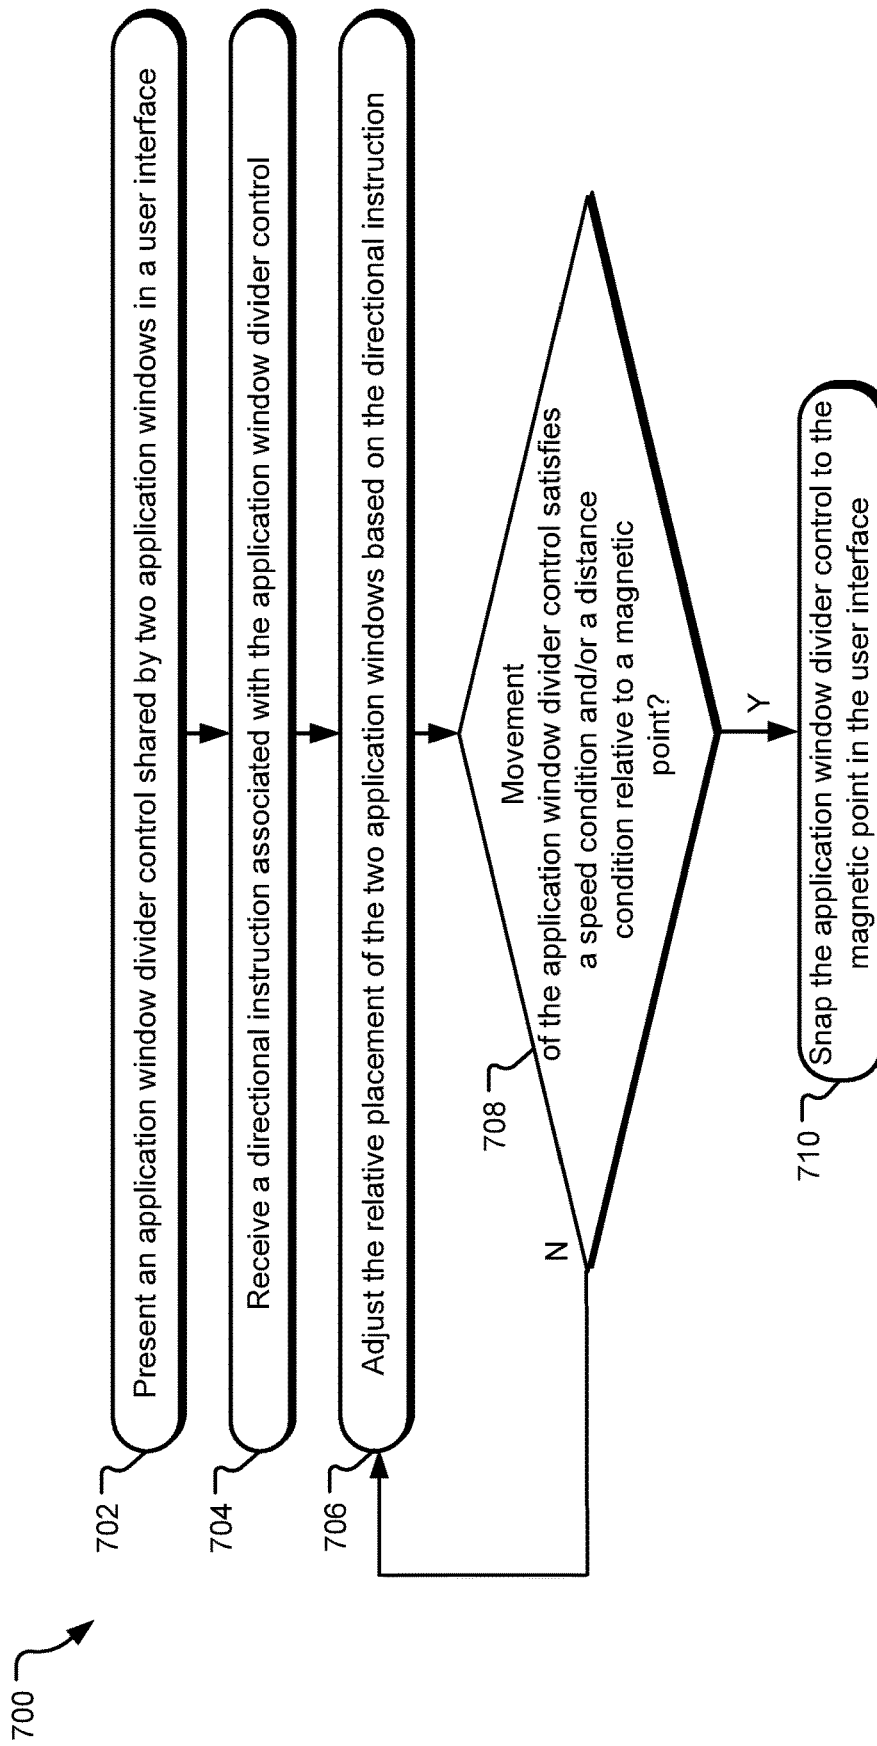 700
702
Present an application window divider control shared by two application windows in a user interface
704
Receive a directional instruction associated with the application window divider control
706
Adjust the relative placement of the two application windows based on the directional instruction
708
Movement
of the application window divider control satisfies
a speed condition and/or a distance
condition relative to a magnetic
point?
N
Y
710
Snap the application window divider control to the
magnetic point in the user interface